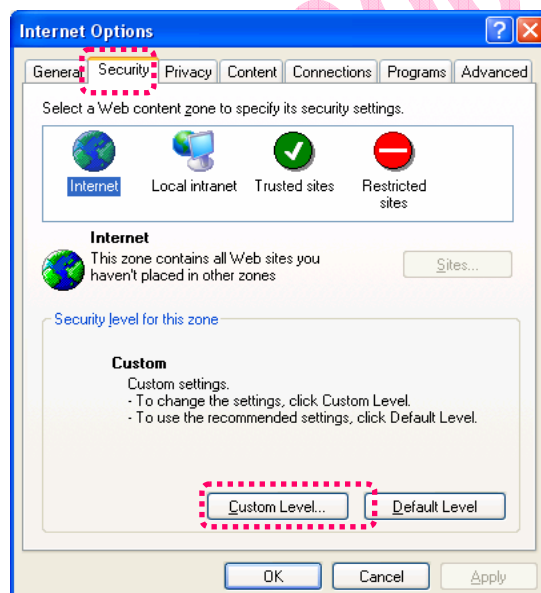 Internet Options
General Security Privacy Content Connections Programs Advanced
Select a Web content zone to specify its security settings.
Internet Local intranet Trusted sites Restricted
sites
Internet
This zone contains all Web sites you
haven't placed in other zones
Sites...
Security level for this zone
Custom
Custom settings.
- To change the settings, click Custom Level.
- To use the recommended settings, click Default Level.
Custom Level... Default Level
OK Cancel Apply